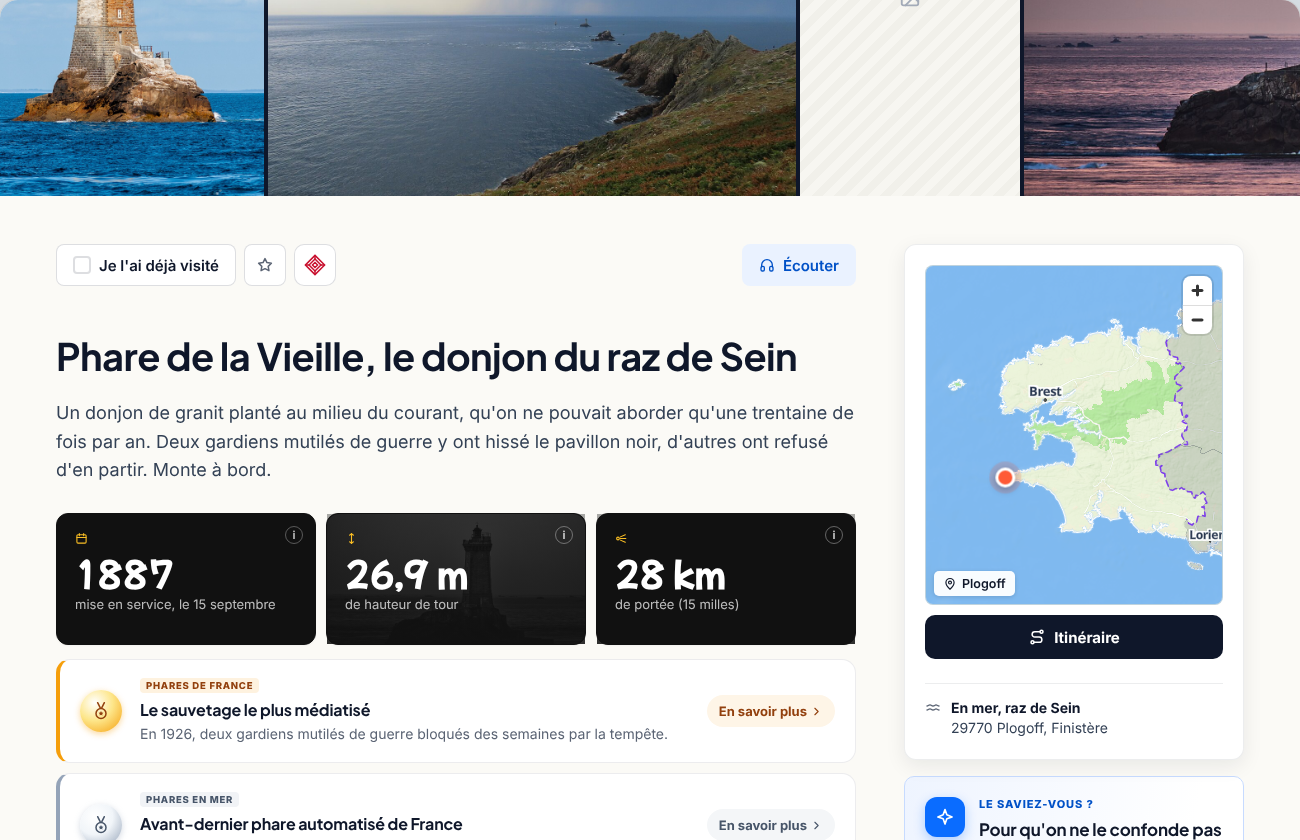 Je l'ai déjà visité
Écouter
Phare de la Vieille, le donjon du raz de Sein
Un donjon de granit planté au milieu du courant, qu'on ne pouvait aborder qu'une trentaine de
fois par an. Deux gardiens mutilés de guerre y ont hissé le pavillon noir, d'autres ont refusé
d'en partir. Monte à bord.
i
1887
mise en service, le 15 septembre
i
26,9 m
de hauteur de tour
i
28 km
de portée (15 milles)
PHARES DE FRANCE
Le sauvetage le plus médiatisé
En 1926, deux gardiens mutilés de guerre bloqués des semaines par la tempête.
En savoir plus
PHARES EN MER
Avant-dernier phare automatisé de France
En savoir plus
+
−
Brest
Lorien
Plogoff
Itinéraire
En mer, raz de Sein
29770 Plogoff, Finistère
LE SAVIEZ-VOUS ?
Pour qu'on ne le confonde pas